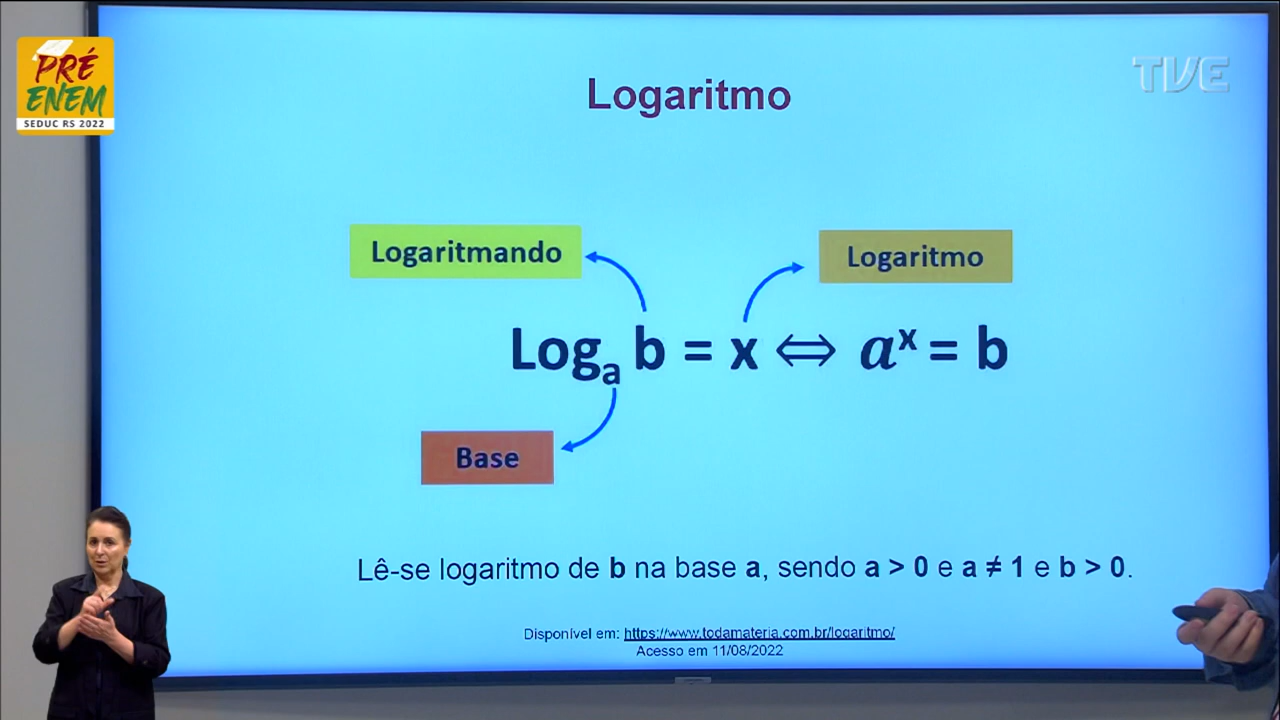 PRÉ
ENEM
SEDUC RS 2022
TVE
Logaritmo
Logaritmando
Logaritmo
Logₐ b = x ⇔ aˣ = b
Base
Lê-se logaritmo de b na base a, sendo a > 0 e a ≠ 1 e b > 0.
Disponível em: https://www.todamateria.com.br/logaritmo/
Acesso em 11/08/2022